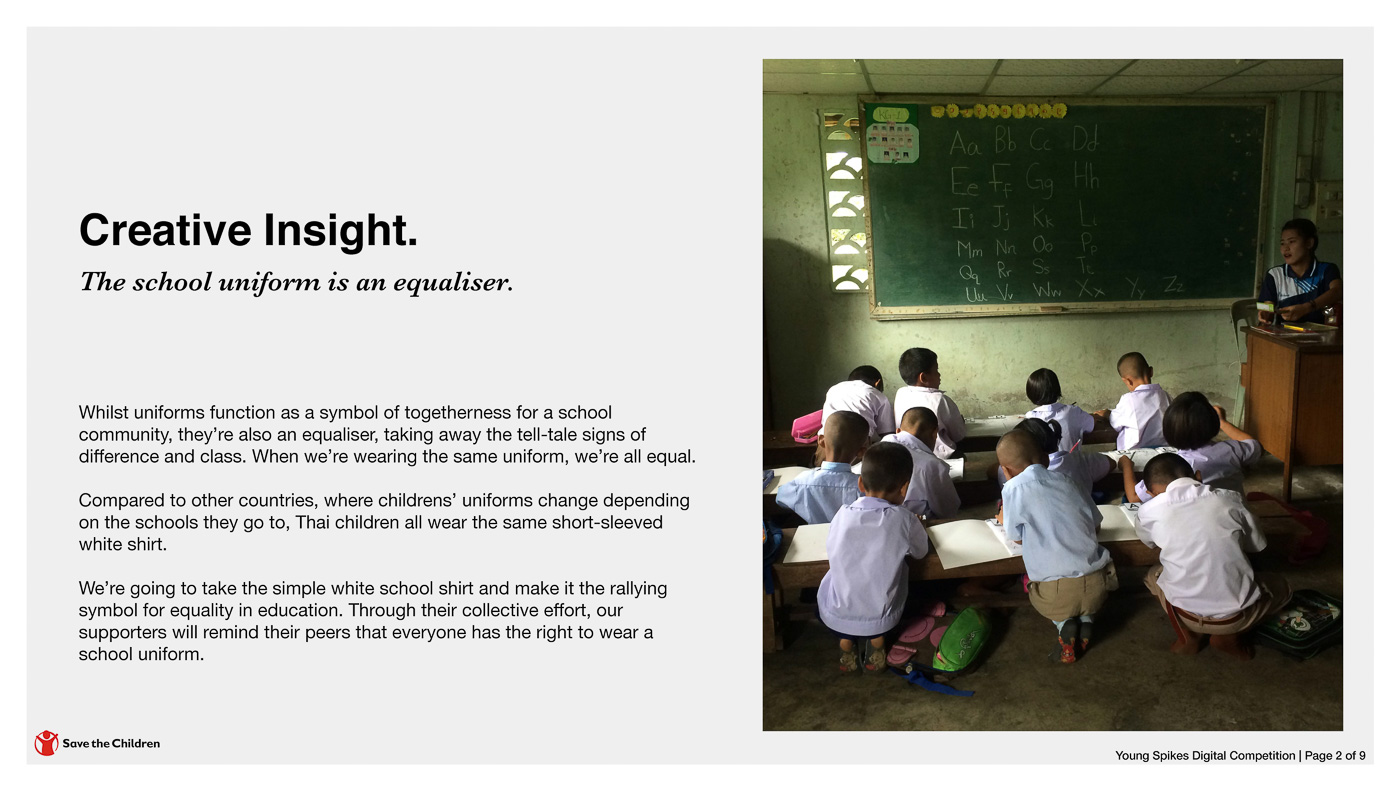 Creative Insight.
The school uniform is an equaliser.
Whilst uniforms function as a symbol of togetherness for a school
community, they’re also an equaliser, taking away the tell-tale signs of
difference and class. When we’re wearing the same uniform, we’re all equal.
Compared to other countries, where childrens’ uniforms change depending
on the schools they go to, Thai children all wear the same short-sleeved
white shirt.
We’re going to take the simple white school shirt and make it the rallying
symbol for equality in education. Through their collective effort, our
supporters will remind their peers that everyone has the right to wear a
school uniform.
Aa Bb Cc Dd
Ee Ff Gg Hh
Ii Jj Kk Ll
Mm Nn Oo Pp
Qq Rr Ss Tt
Uu Vv Ww Xx Yy Zz
Save the Children
Young Spikes Digital Competition | Page 2 of 9